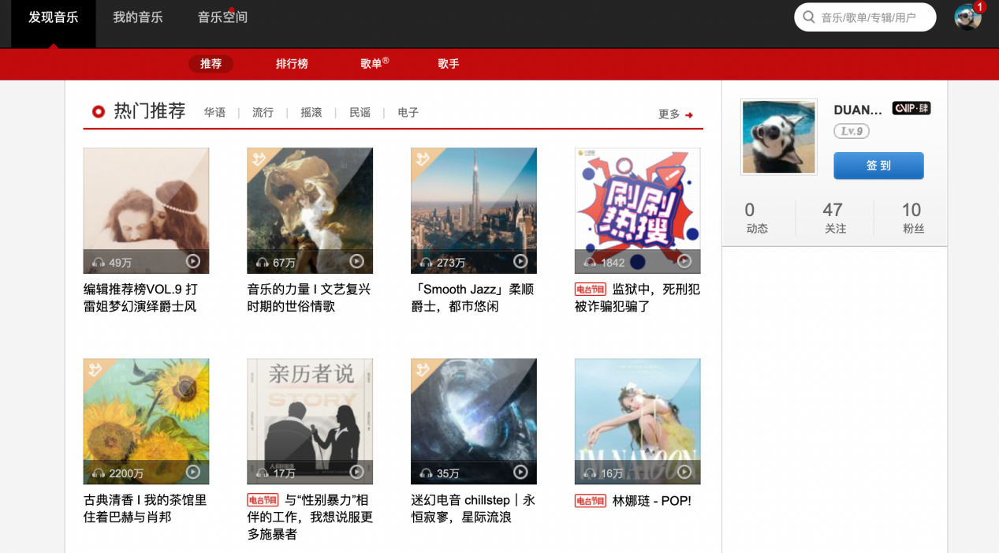 发现音乐
我的音乐
音乐空间
音乐/歌单/专辑/用户
1
推荐
排行榜
歌单®
歌手
热门推荐
华语
流行
摇滚
民谣
电子
更多
DUAN...
VIP·肆
Lv.9
签 到
0
47
10
动态
关注
粉丝
49万
67万
273万
刷刷
热搜
1842
编辑推荐榜VOL.9 打
雷姐梦幻演绎爵士风
音乐的力量 l 文艺复兴
时期的世俗情歌
「Smooth Jazz」柔顺
爵士，都市悠闲
电台节目 监狱中，死刑犯
被诈骗犯骗了
2200万
亲历者说
STORY
17万
35万
IM NAYEON
16万
古典清香 l 我的茶馆里
住着巴赫与肖邦
电台节目 与“性别暴力”相
伴的工作，我想说服更
多施暴者
迷幻电音 chillstep｜永
恒寂寥，星际流浪
电台节目 林娜琏 - POP!